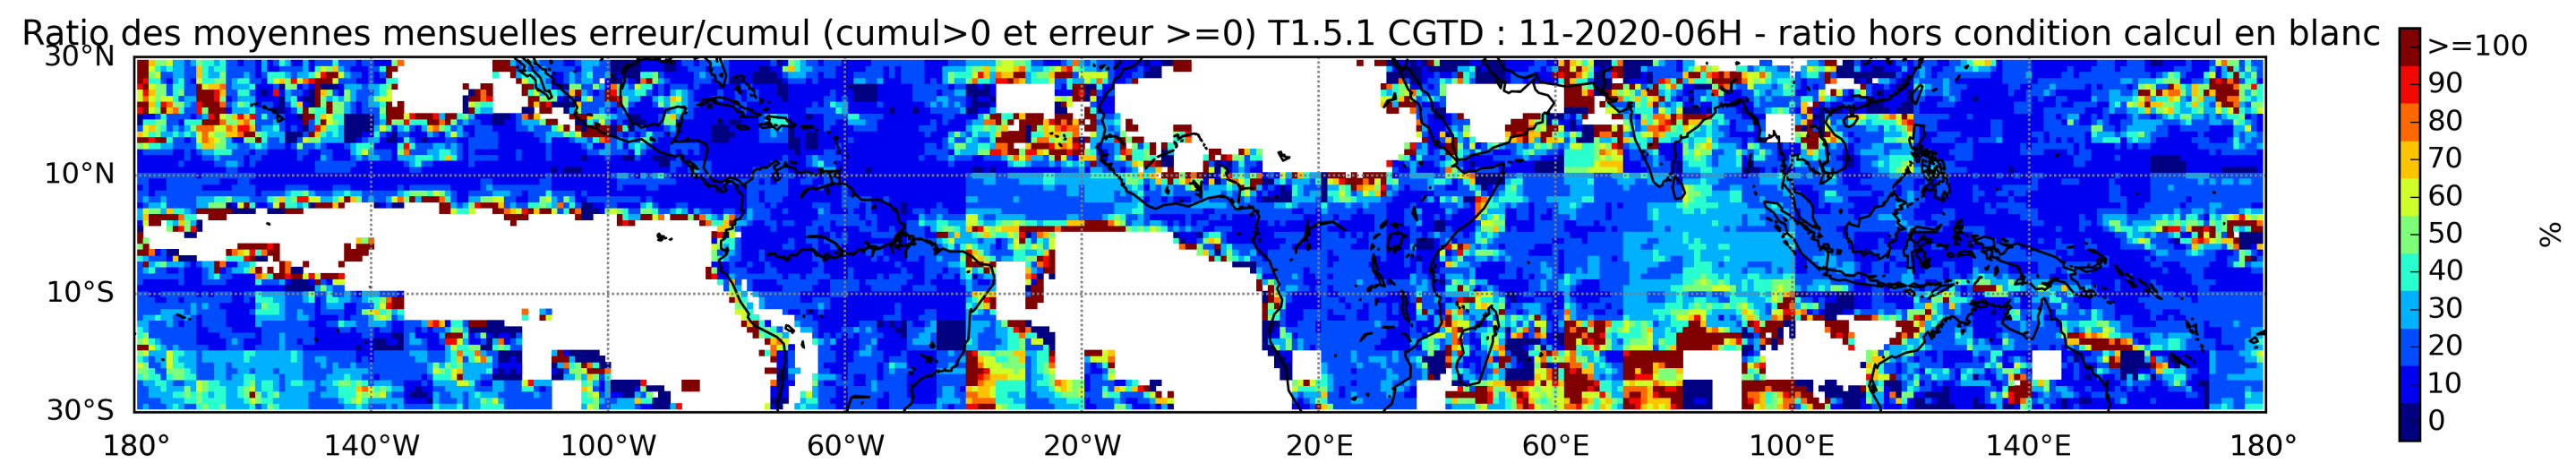 Ratio des moyennes mensuelles erreur/cumul (cumul>0 et erreur >=0) T1.5.1 CGTD : 11-2020-06H - ratio hors condition calcul en blanc
30°N
10°N
10°S
30°S
180°
140°W
100°W
60°W
20°W
20°E
60°E
100°E
140°E
180°
>=100
90
80
70
60
50
40
30
20
10
0
%